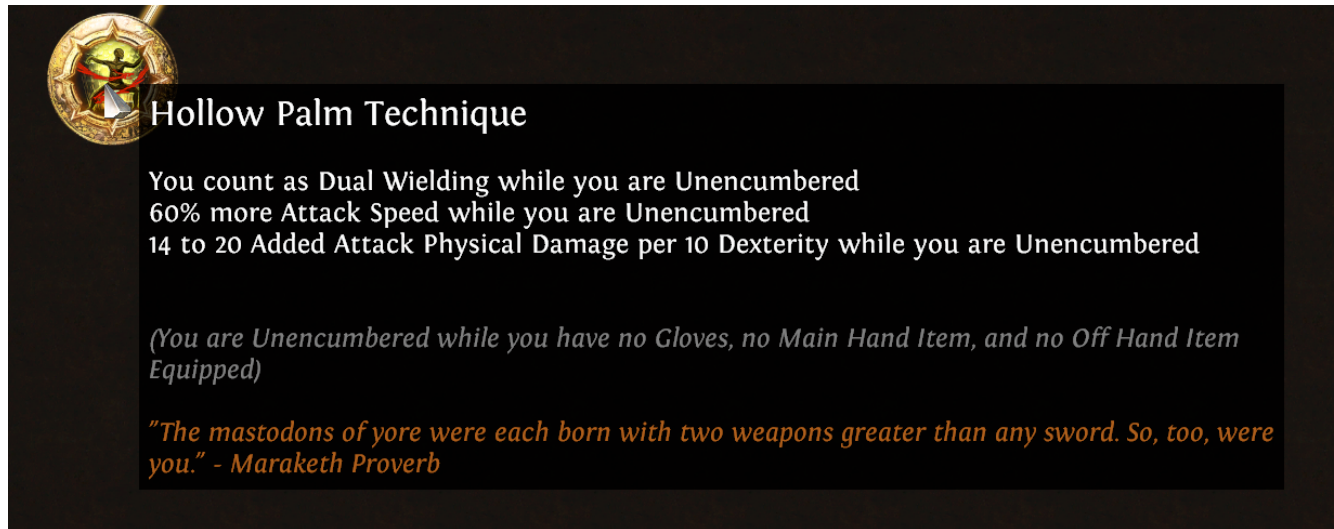 Hollow Palm Technique
You count as Dual Wielding while you are Unencumbered
60% more Attack Speed while you are Unencumbered
14 to 20 Added Attack Physical Damage per 10 Dexterity while you are Unencumbered
(You are Unencumbered while you have no Gloves, no Main Hand Item, and no Off Hand Item
Equipped)
"The mastodons of yore were each born with two weapons greater than any sword. So, too, were
you." - Maraketh Proverb